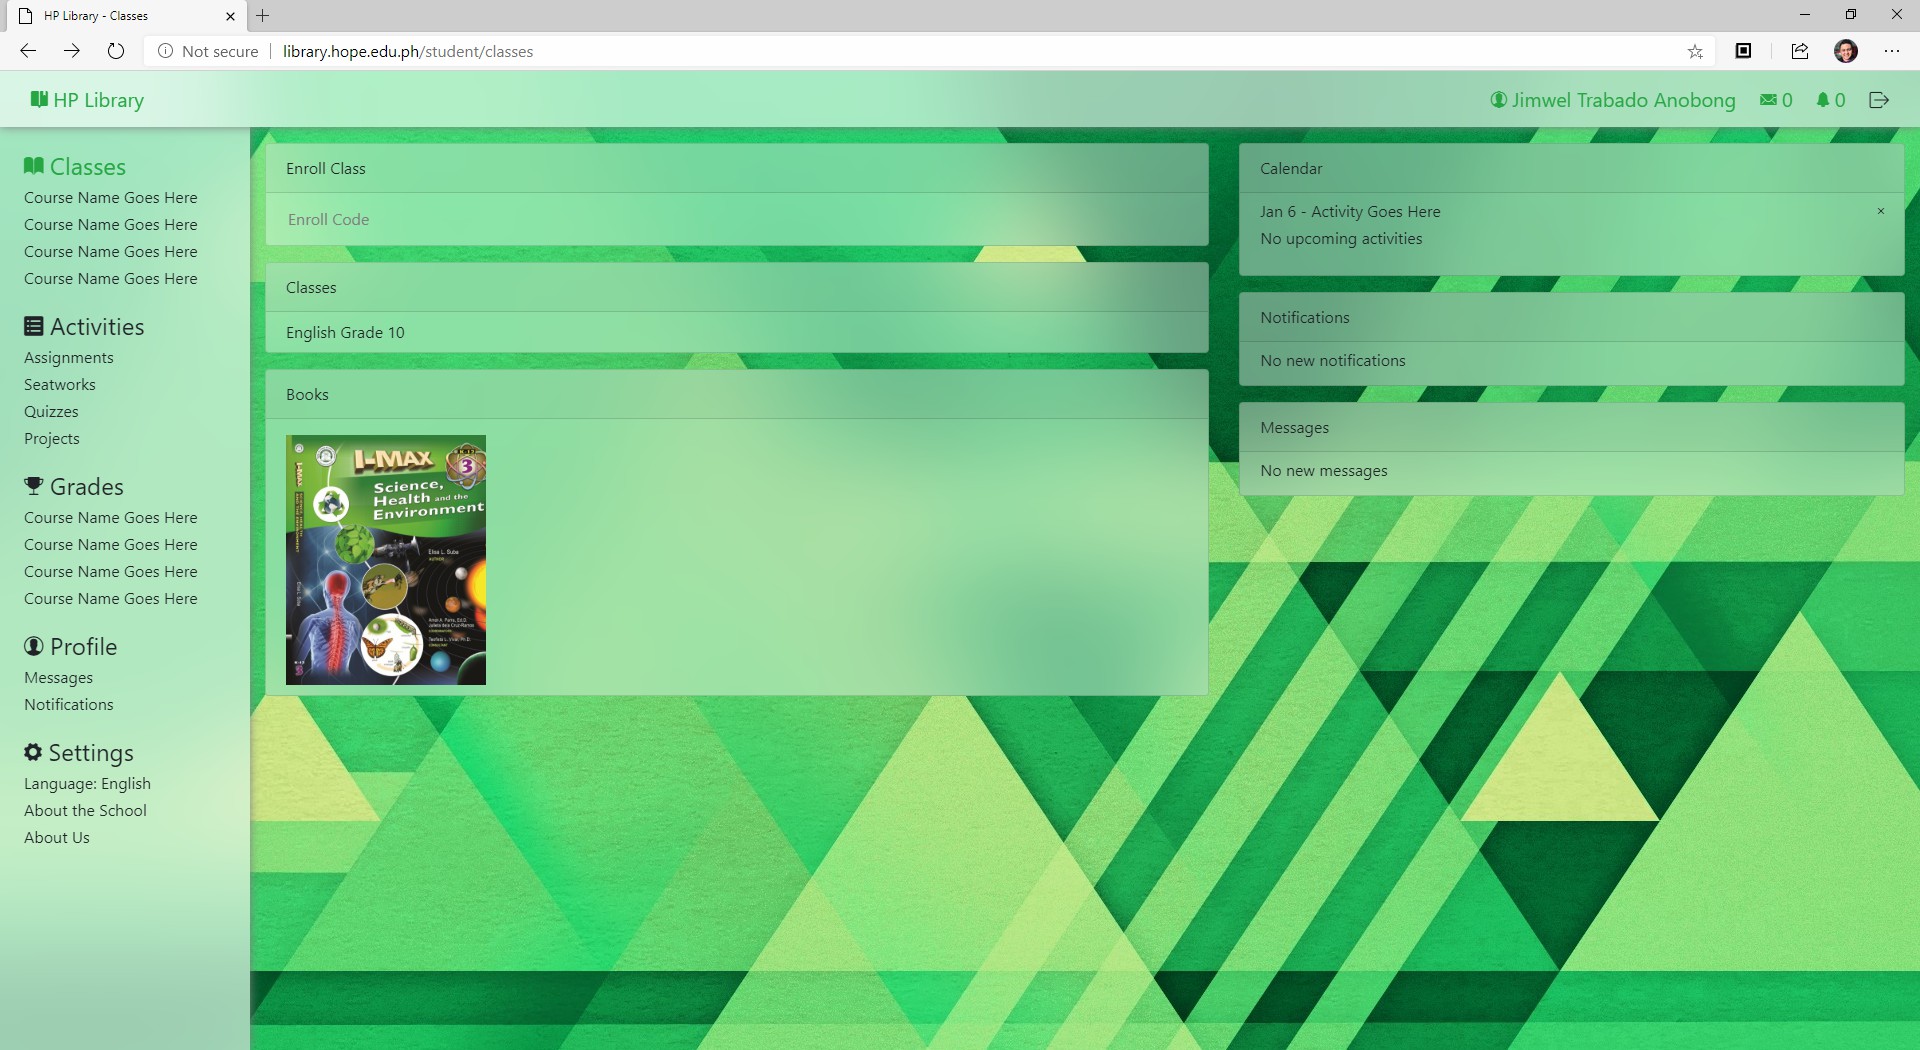 HP Library - Classes
Not secure
library.hope.edu.ph/student/classes
HP Library
Jimwel Trabado Anobong
0
0
Classes
Course Name Goes Here
Course Name Goes Here
Course Name Goes Here
Course Name Goes Here
Activities
Assignments
Seatworks
Quizzes
Projects
Grades
Course Name Goes Here
Course Name Goes Here
Course Name Goes Here
Course Name Goes Here
Profile
Messages
Notifications
Settings
Language: English
About the School
About Us
Enroll Class
Enroll Code
Classes
English Grade 10
Books
I-MAX
3
Science,
Health and the
Environment
Elisa L. Sube
Calendar
Jan 6 - Activity Goes Here
No upcoming activities
Notifications
No new notifications
Messages
No new messages